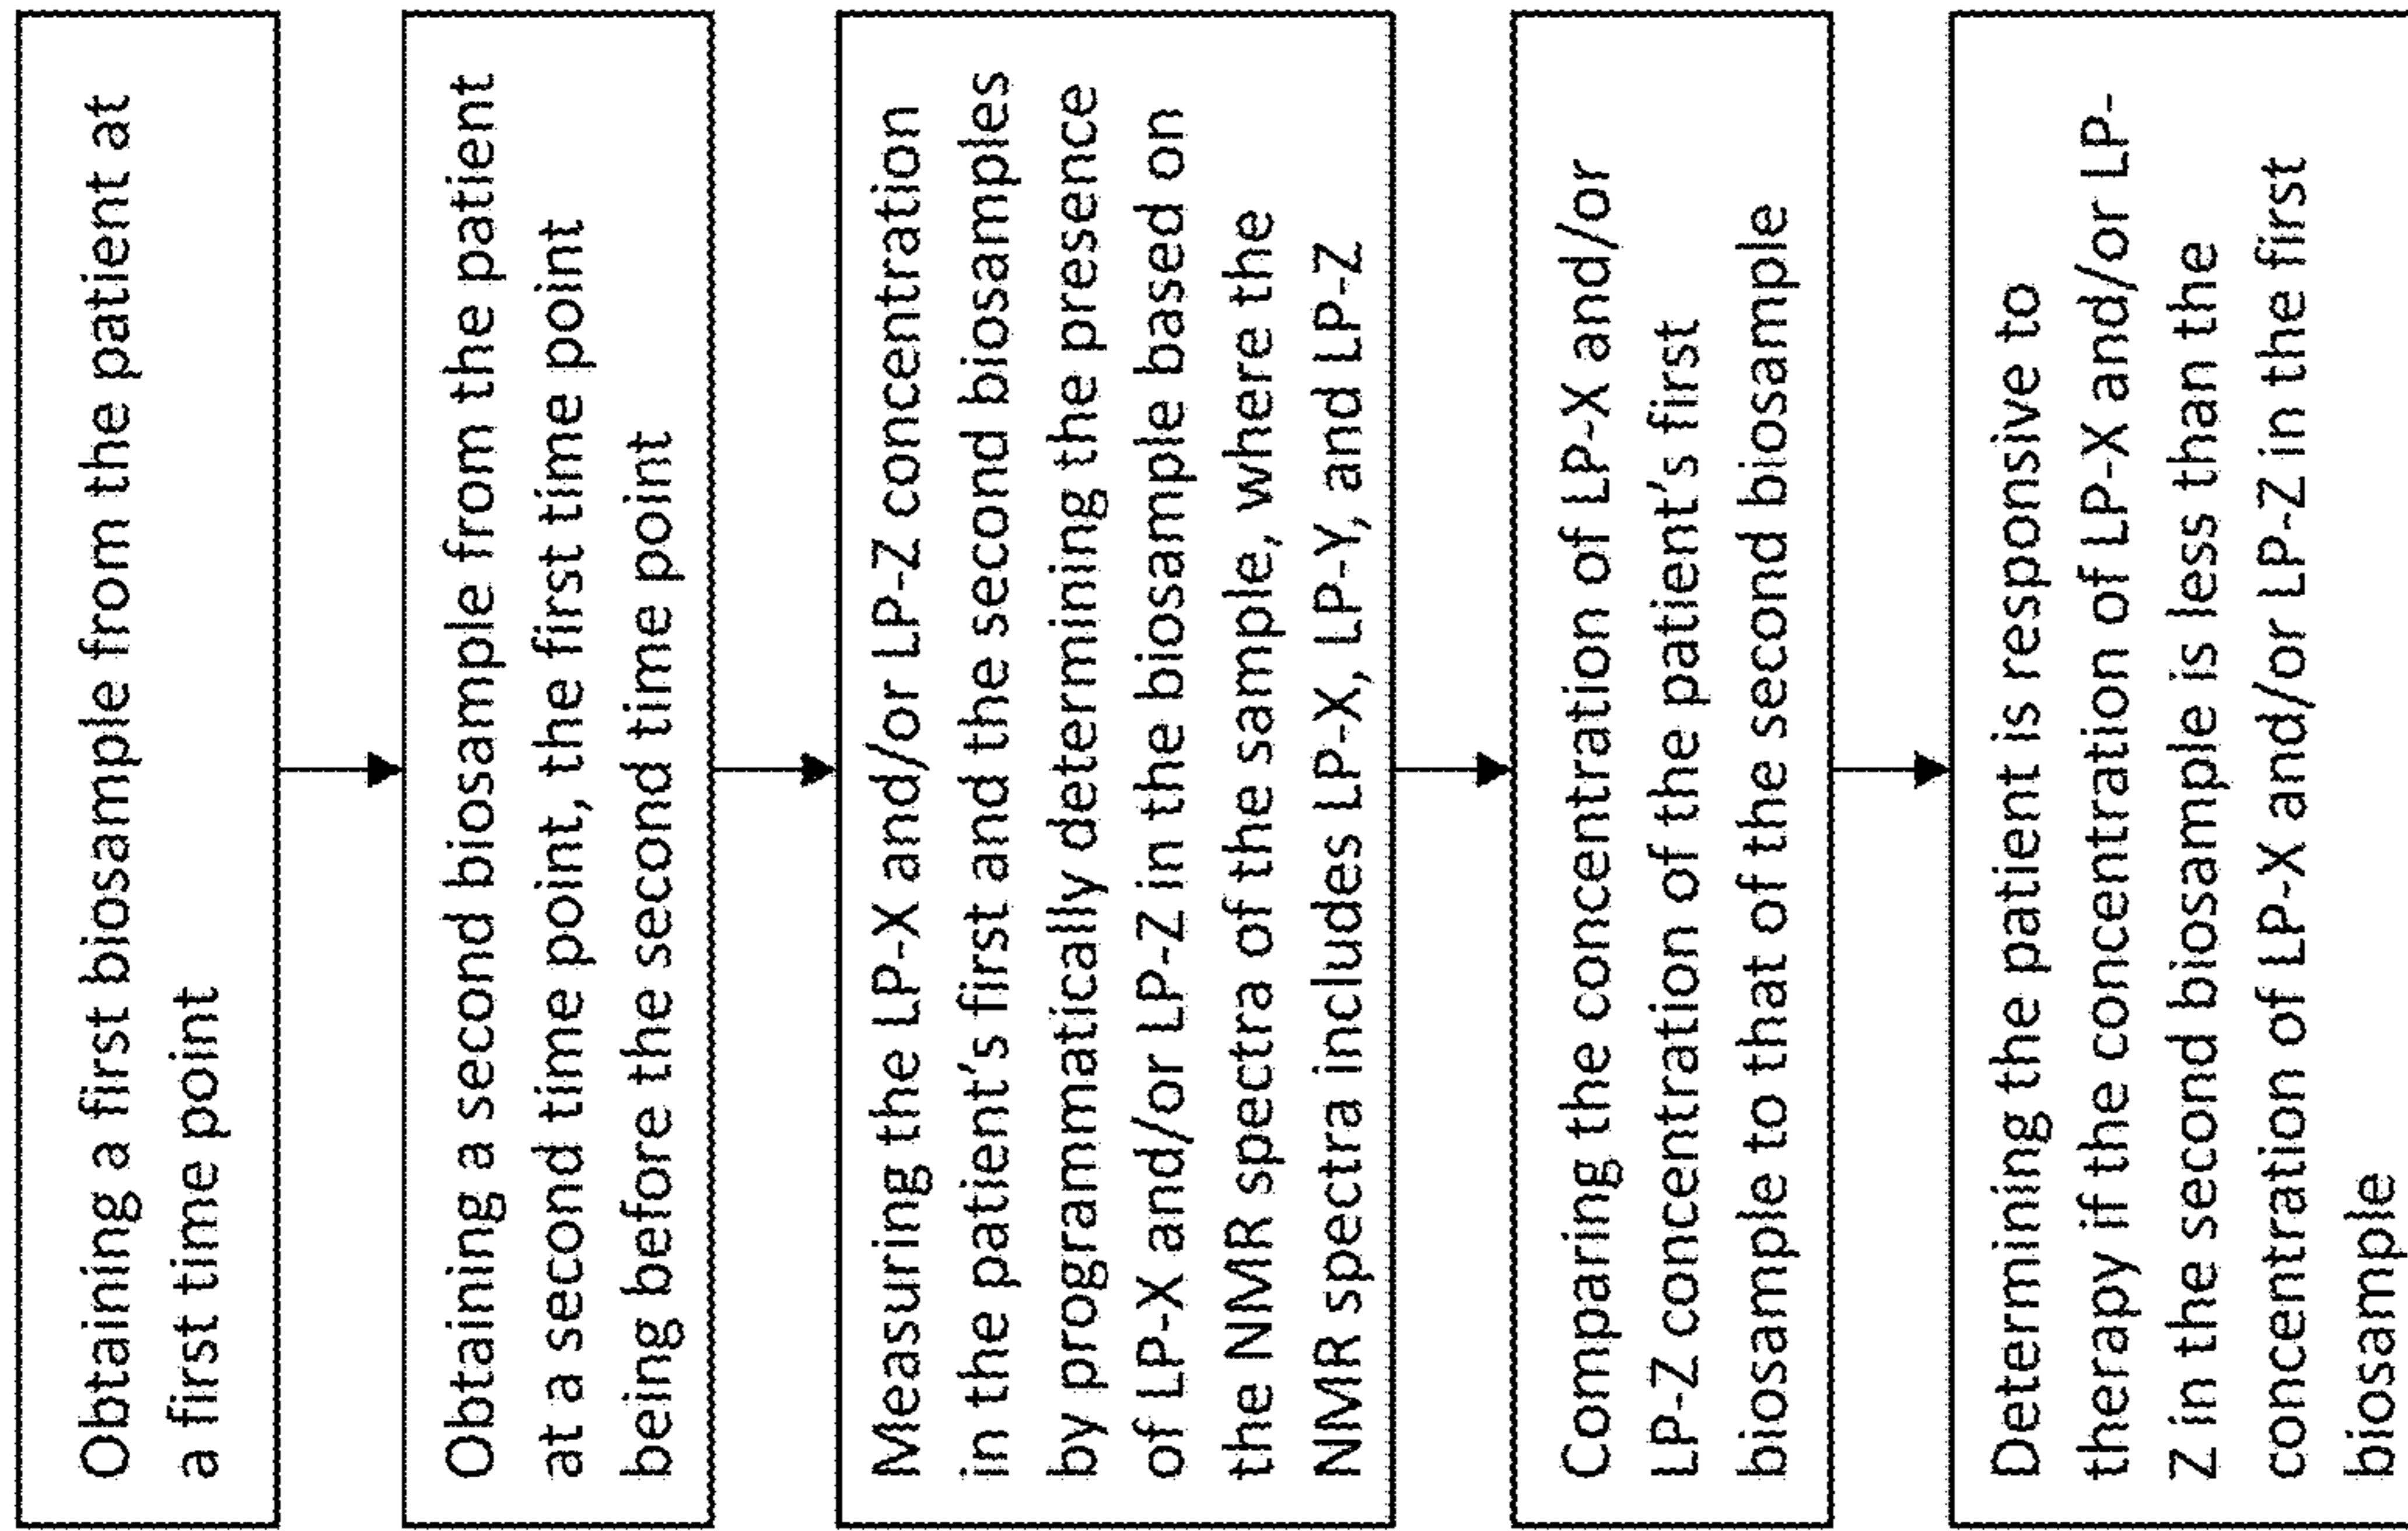 Obtaining a first biosample from the patient at
a first time point
Obtaining a second biosample from the patient
at a second time point, the first time point
being before the second time point
Measuring the LP-X and/or LP-Z concentration
in the patient's first and the second biosamples
by programmatically determining the presence
of LP-X and/or LP-Z in the biosample based on
the NMR spectra of the sample, where the
NMR spectra includes LP-X, LP-Y, and LP-Z
Comparing the concentration of LP-X and/or
LP-Z concentration of the patient's first
biosample to that of the second biosample
Determining the patient is responsive to
therapy if the concentration of LP-X and/or LP-
Z in the second biosample is less than the
concentration of LP-X and/or LP-Z in the first
biosample